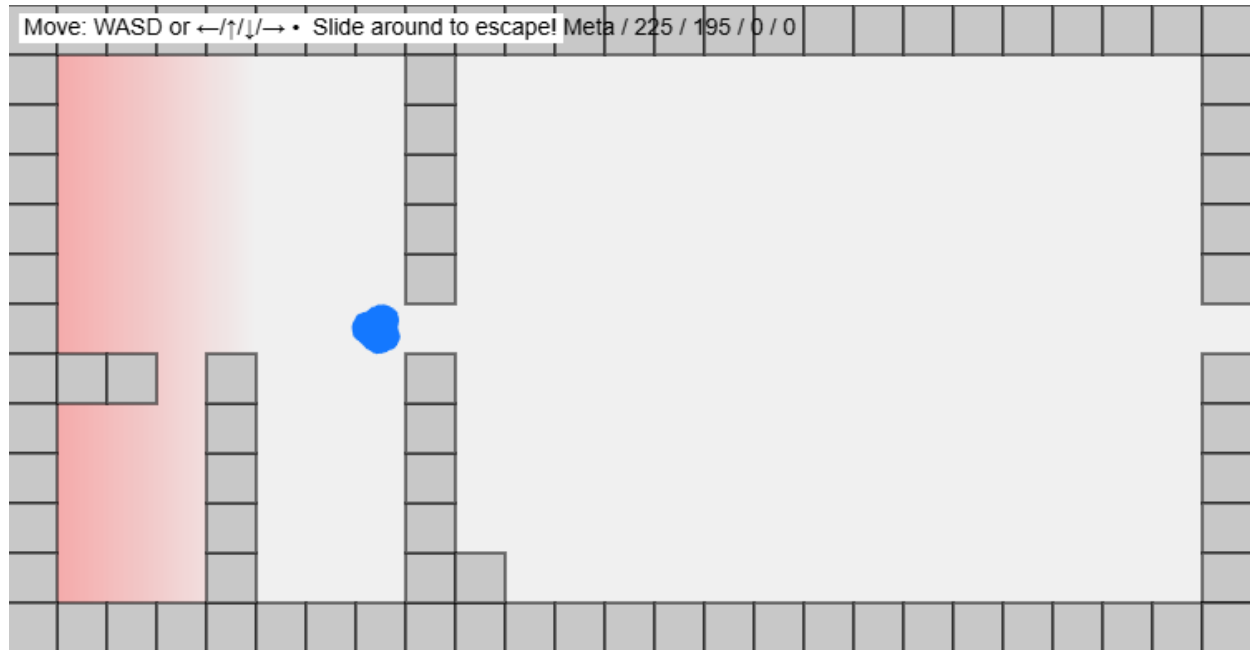 Move: WASD or ←/↑/↓/→ • Slide around to escape! Meta / 225 / 195 / 0 / 0